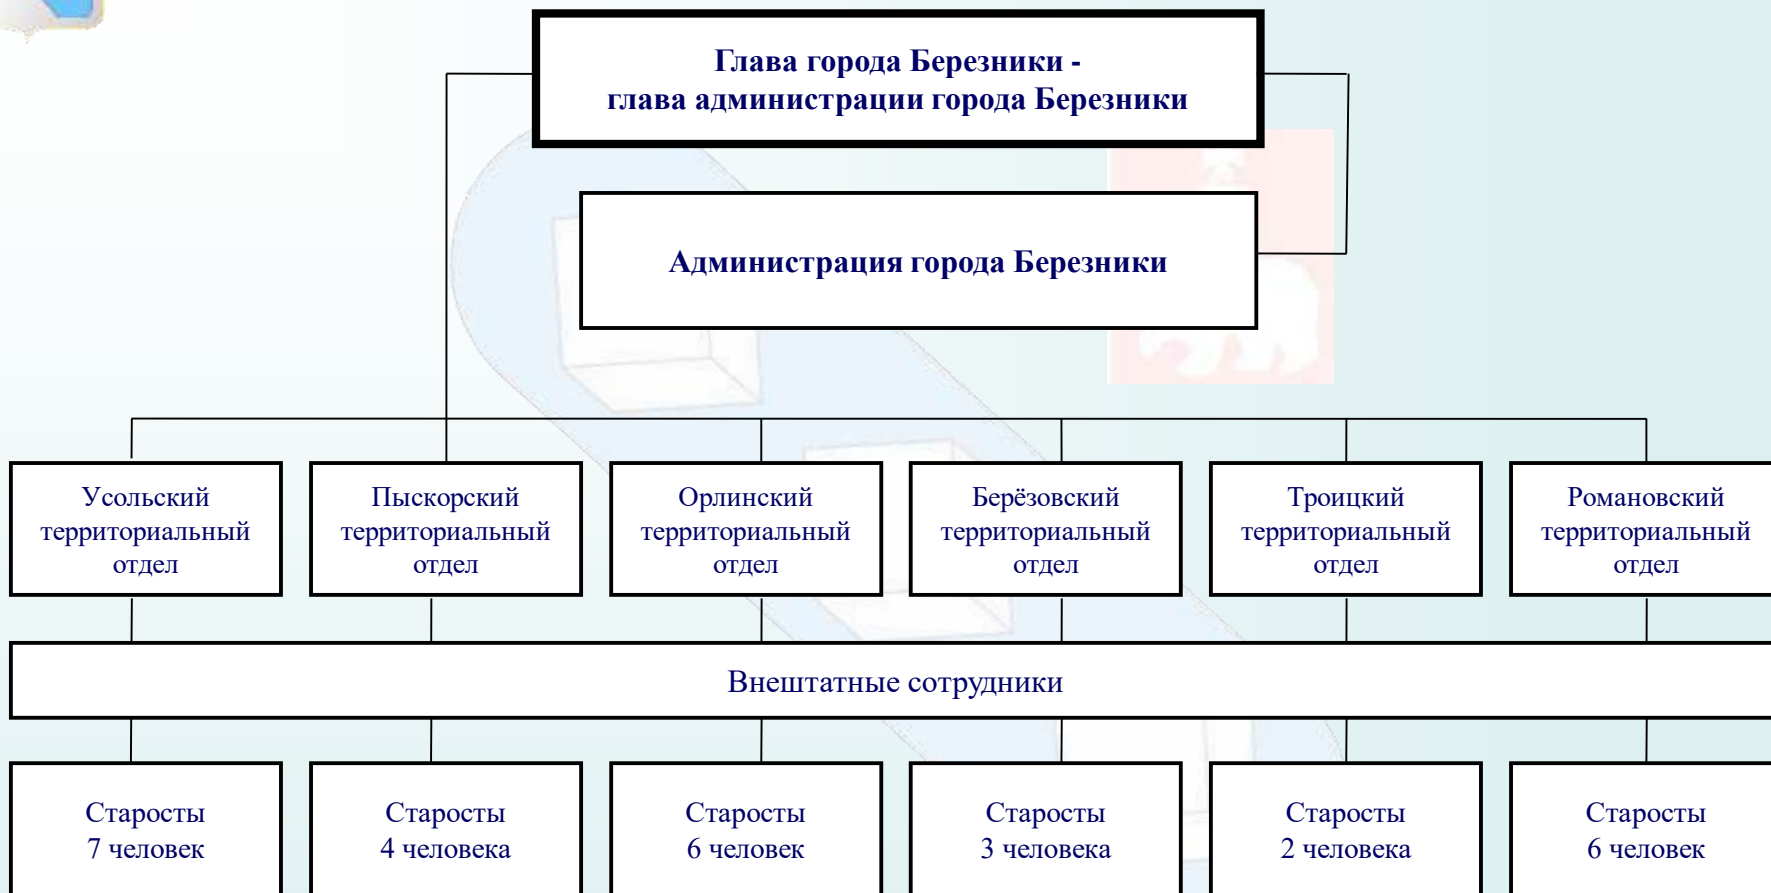 Глава города Березники -
глава администрации города Березники
Администрация города Березники
Усольский
территориальный
отдел
Пыскорский
территориальный
отдел
Орлинский
территориальный
отдел
Берёзовский
территориальный
отдел
Троицкий
территориальный
отдел
Романовский
территориальный
отдел
Внештатные сотрудники
Старосты
7 человек
Старосты
4 человека
Старосты
6 человек
Старосты
3 человека
Старосты
2 человека
Старосты
6 человек